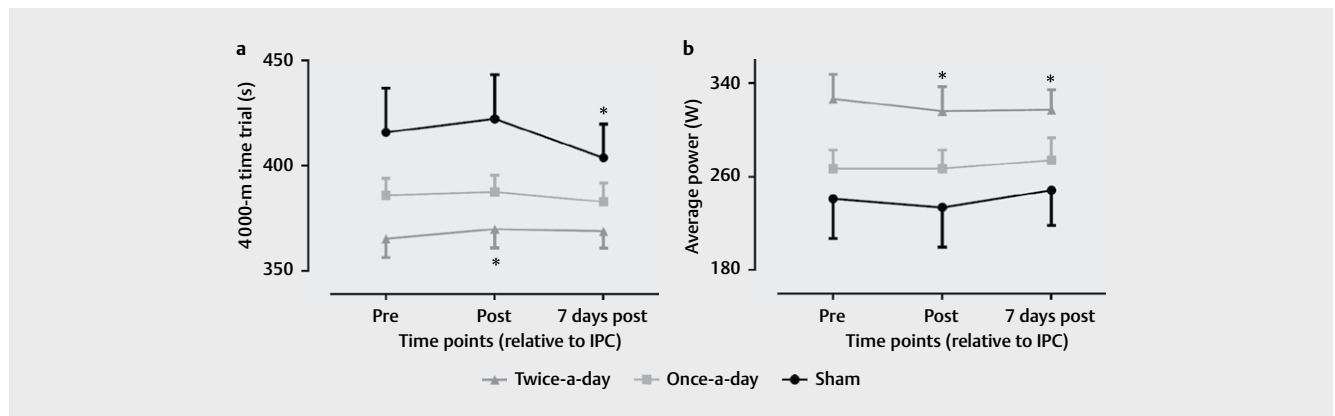 a
4000-m time trial (s)
450
400
350
*
*
Pre Post 7 days post
Time points (relative to IPC)
b
Average power (W)
340
260
180
*
*
Pre Post 7 days post
Time points (relative to IPC)
Twice-a-day Once-a-day Sham